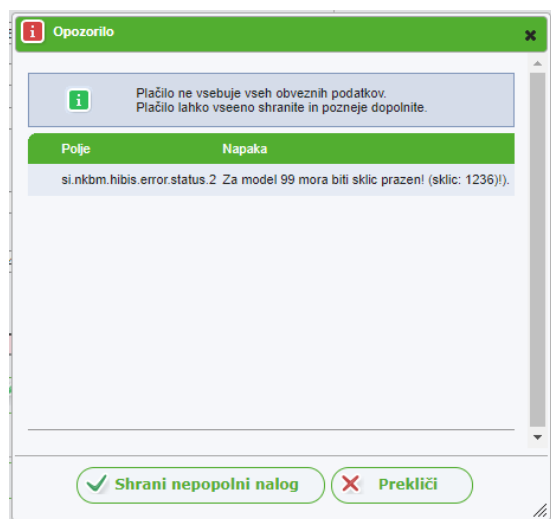 Opozorilo
Plačilo ne vsebuje vseh obveznih podatkov.
Plačilo lahko vseeno shranite in pozneje dopolnite.
Polje Napaka
si.nkbm.hibis.error.status.2 Za model 99 mora biti sklic prazen! (sklic: 1236)!).
Shrani nepopolni nalog Prekliči